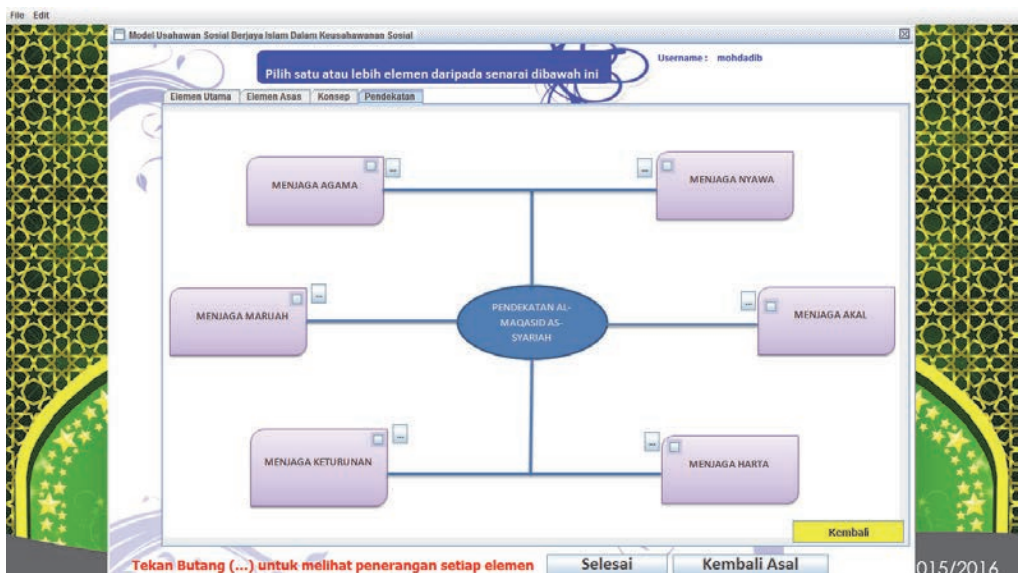 File Edit
Model Usahawan Sosial Berjaya Islam Dalam Keusahawanan Sosial
Username : mohdadib
Pilih satu atau lebih elemen daripada senarai dibawah ini
Elemen Utama Elemen Asas Konsep Pendekatan
MENJAGA AGAMA
...
...
MENJAGA NYAWA
MENJAGA MARUAH
...
PENDEKATAN AL-
MAQASID AS-
SYARIAH
...
MENJAGA AKAL
MENJAGA KETURUNAN
...
...
MENJAGA HARTA
Kembali
Tekan Butang (...) untuk melihat penerangan setiap elemen
Selesai
Kembali Asal
015/2016